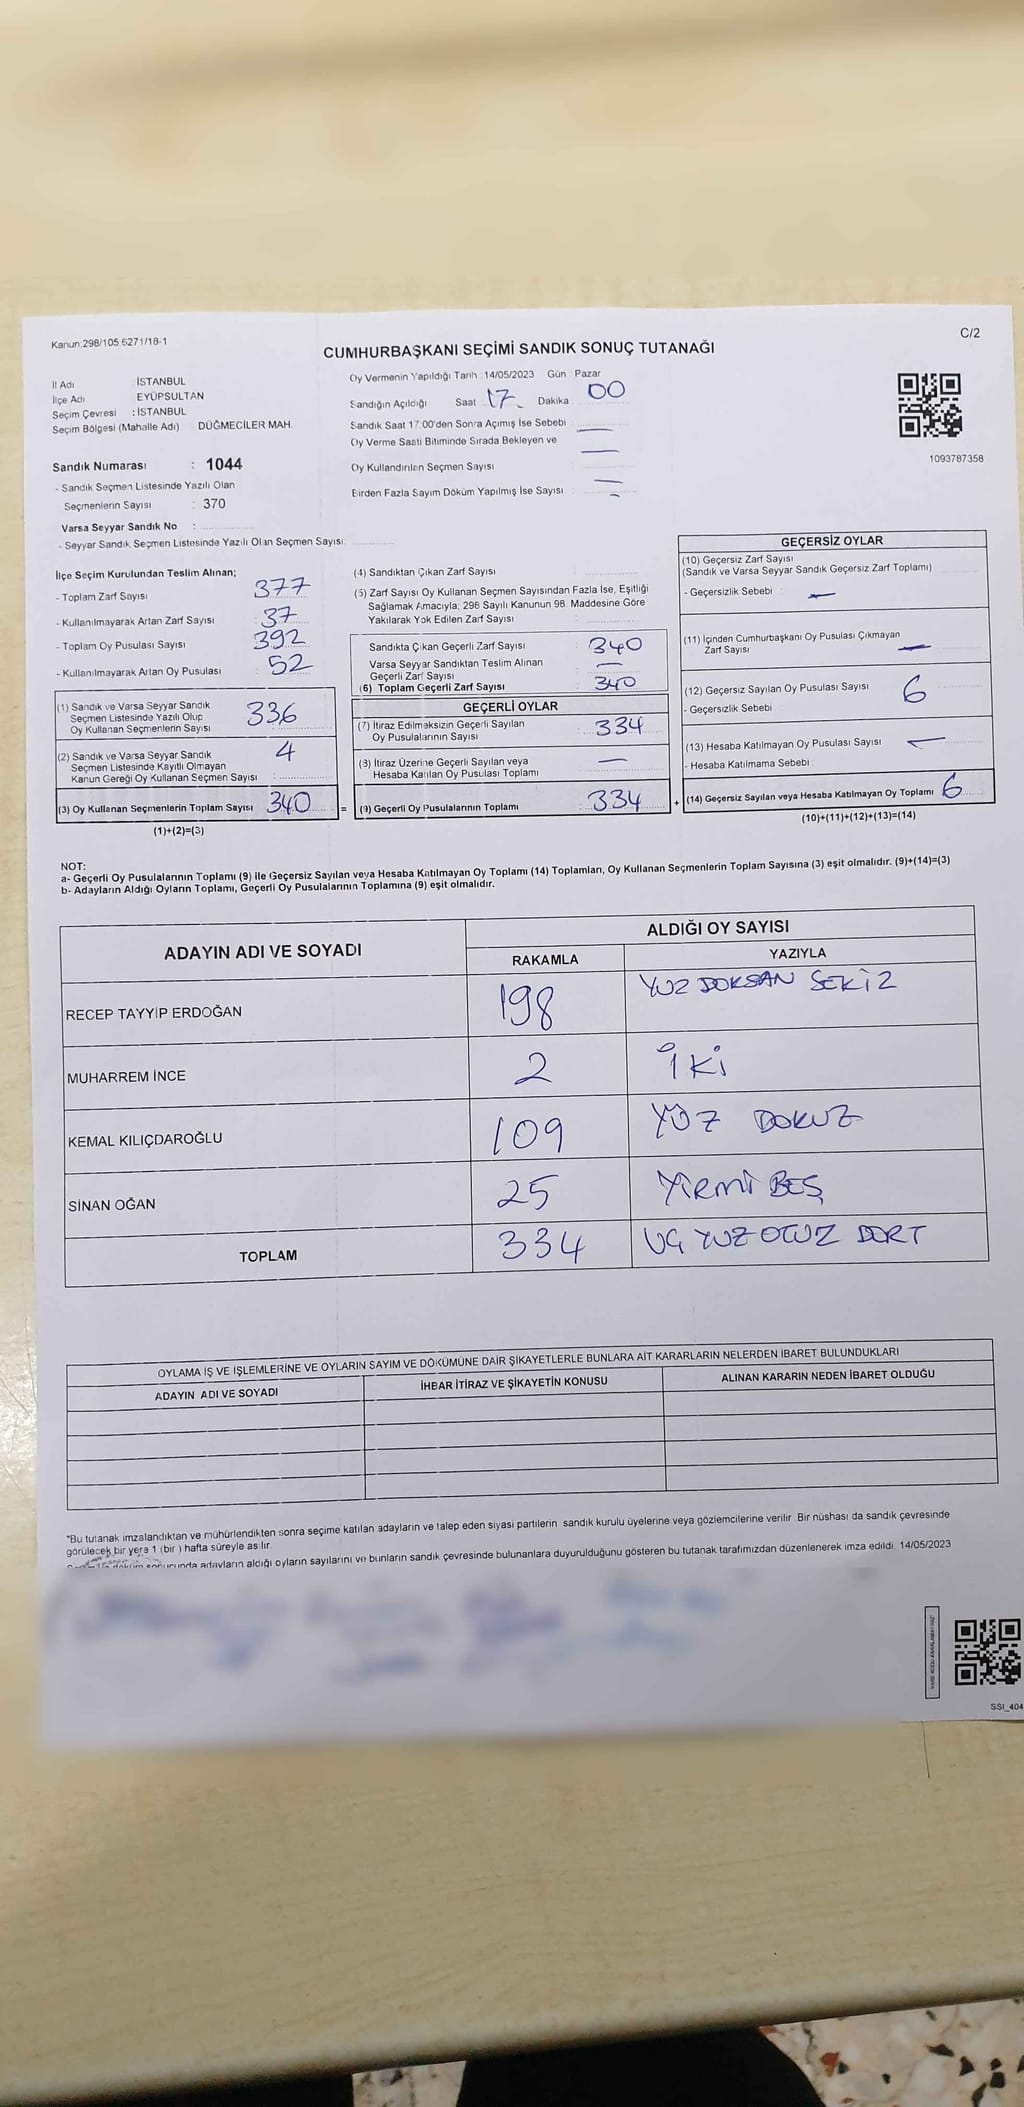 Kanun:298/105 6271/18-1
C/2
CUMHURBAŞKANI SEÇİMİ SANDIK SONUÇ TUTANAĞI
İl Adı : İSTANBUL
İlçe Adı EYÜPSULTAN
Seçim Çevresi : İSTANBUL
Seçim Bölgesi (Mahalle Adı) DÜĞMECİLER MAH.
Oy Vermenin Yapıldığı Tarih 14/05/2023 Gün Pazar
Sandığın Açıldığı Saat 17 Dakika 00
Sandık Saat 17:00'den Sonra Açımış İse Sebebi
Oy Verme Saati Bitiminde Sırada Bekleyen ve
Oy Kullandırılan Seçmen Sayısı
Birden Fazla Sayım Döküm Yapılmış İse Sayısı :
1093787358
Sandık Numarası : 1044
- Sandık Seçmen Listesinde Yazılı Olan
Seçmenlerin Sayısı : 370
Varsa Seyyar Sandık No :
- Seyyar Sandık Seçmen Listesinde Yazılı Olan Seçmen Sayısı:
İlçe Seçim Kurulundan Teslim Alınan;
- Toplam Zarf Sayısı 377
- Kullanılmayarak Artan Zarf Sayısı : 37
- Toplam Oy Pusulası Sayısı 392
- Kullanılmayarak Artan Oy Pusulası : 52
(1) Sandık ve Varsa Seyyar Sandık
Seçmen Listesinde Yazılı Olup
Oy Kullanan Seçmenlerin Sayısı
336
(2) Sandık ve Varsa Seyyar Sandık
Seçmen Listesinde Kayıtlı Olmayan
Kanun Gereği Oy Kullanan Seçmen Sayısı :
4
(3) Oy Kullanan Seçmenlerin Toplam Sayısı 340
(1)+(2)=(3)
(4) Sandıktan Çıkan Zarf Sayısı
(5) Zarf Sayısı Oy Kullanan Seçmen Sayısından Fazla İse, Eşitliği
Sağlamak Amacıyla; 298 Sayılı Kanunun 98. Maddesine Göre
Yakılarak Yok Edilen Zarf Sayısı
Sandıkta Çıkan Geçerli Zarf Sayısı : 340
Varsa Seyyar Sandıktan Teslim Alınan
Geçerli Zarf Sayısı
(6) Toplam Geçerli Zarf Sayısı 340
GEÇERLİ OYLAR
(7) İtiraz Edilmeksizin Geçerli Sayılan
Oy Pusulalarının Sayısı
334
(8) İtiraz Üzerine Geçerli Sayılan veya
Hesaba Katılan Oy Pusulası Toplamı
= (9) Geçerli Oy Pusulalarının Toplamı 334
GEÇERSİZ OYLAR
(10) Geçersiz Zarf Sayısı
(Sandık ve Varsa Seyyar Sandık Geçersiz Zarf Toplamı)
- Geçersizlik Sebebi :
(11) İçinden Cumhurbaşkanı Oy Pusulası Çıkmayan
Zarf Sayısı
(12) Geçersiz Sayılan Oy Pusulası Sayısı 6
- Geçersizlik Sebebi
(13) Hesaba Katılmayan Oy Pusulası Sayısı
- Hesaba Katılmama Sebebi
+ (14) Geçersiz Sayılan veya Hesaba Katılmayan Oy Toplamı 6
(10)+(11)+(12)+(13)=(14)
NOT:
a- Geçerli Oy Pusulalarının Toplamı (9) ile Geçersiz Sayılan veya Hesaba Katılmayan Oy Toplamı (14) Toplamları, Oy Kullanan Seçmenlerin Toplam Sayısına (3) eşit olmalıdır. (9)+(14)=(3)
b- Adayların Aldığı Oyların Toplamı, Geçerli Oy Pusulalarının Toplamına (9) eşit olmalıdır.
ADAYIN ADI VE SOYADI
ALDIĞI OY SAYISI
RAKAMLA YAZIYLA
RECEP TAYYİP ERDOĞAN 198 YUZ DOKSAN SEKİZ
MUHARREM İNCE 2 İKİ
KEMAL KILIÇDAROĞLU 109 YÜZ DOKUZ
SİNAN OĞAN 25 YİRMİ BEŞ
TOPLAM 334 UÇ YUZ OTUZ DORT
OYLAMA İŞ VE İŞLEMLERİNE VE OYLARIN SAYIM VE DÖKÜMÜNE DAİR ŞİKAYETLERLE BUNLARA AİT KARARLARIN NELERDEN İBARET BULUNDUKLARI
ADAYIN ADI VE SOYADI İHBAR İTİRAZ VE ŞİKAYETİN KONUSU ALINAN KARARIN NEDEN İBARET OLDUĞU
*Bu tutanak imzalandıktan ve mühürlendikten sonra seçime katılan adayların ve talep eden siyasi partilerin sandık kurulu üyelerine veya gözlemcilerine verilir. Bir nüshası da sandık çevresinde
görülecek bir yere 1 (bir) hafta süreyle asılır.
adayların aldığı oyların sayılarını ve bunların sandık çevresinde bulunanlara duyurulduğunu gösteren bu tutanak tarafımızdan düzenlenerek imza edildi. 14/05/2023
SSI_404